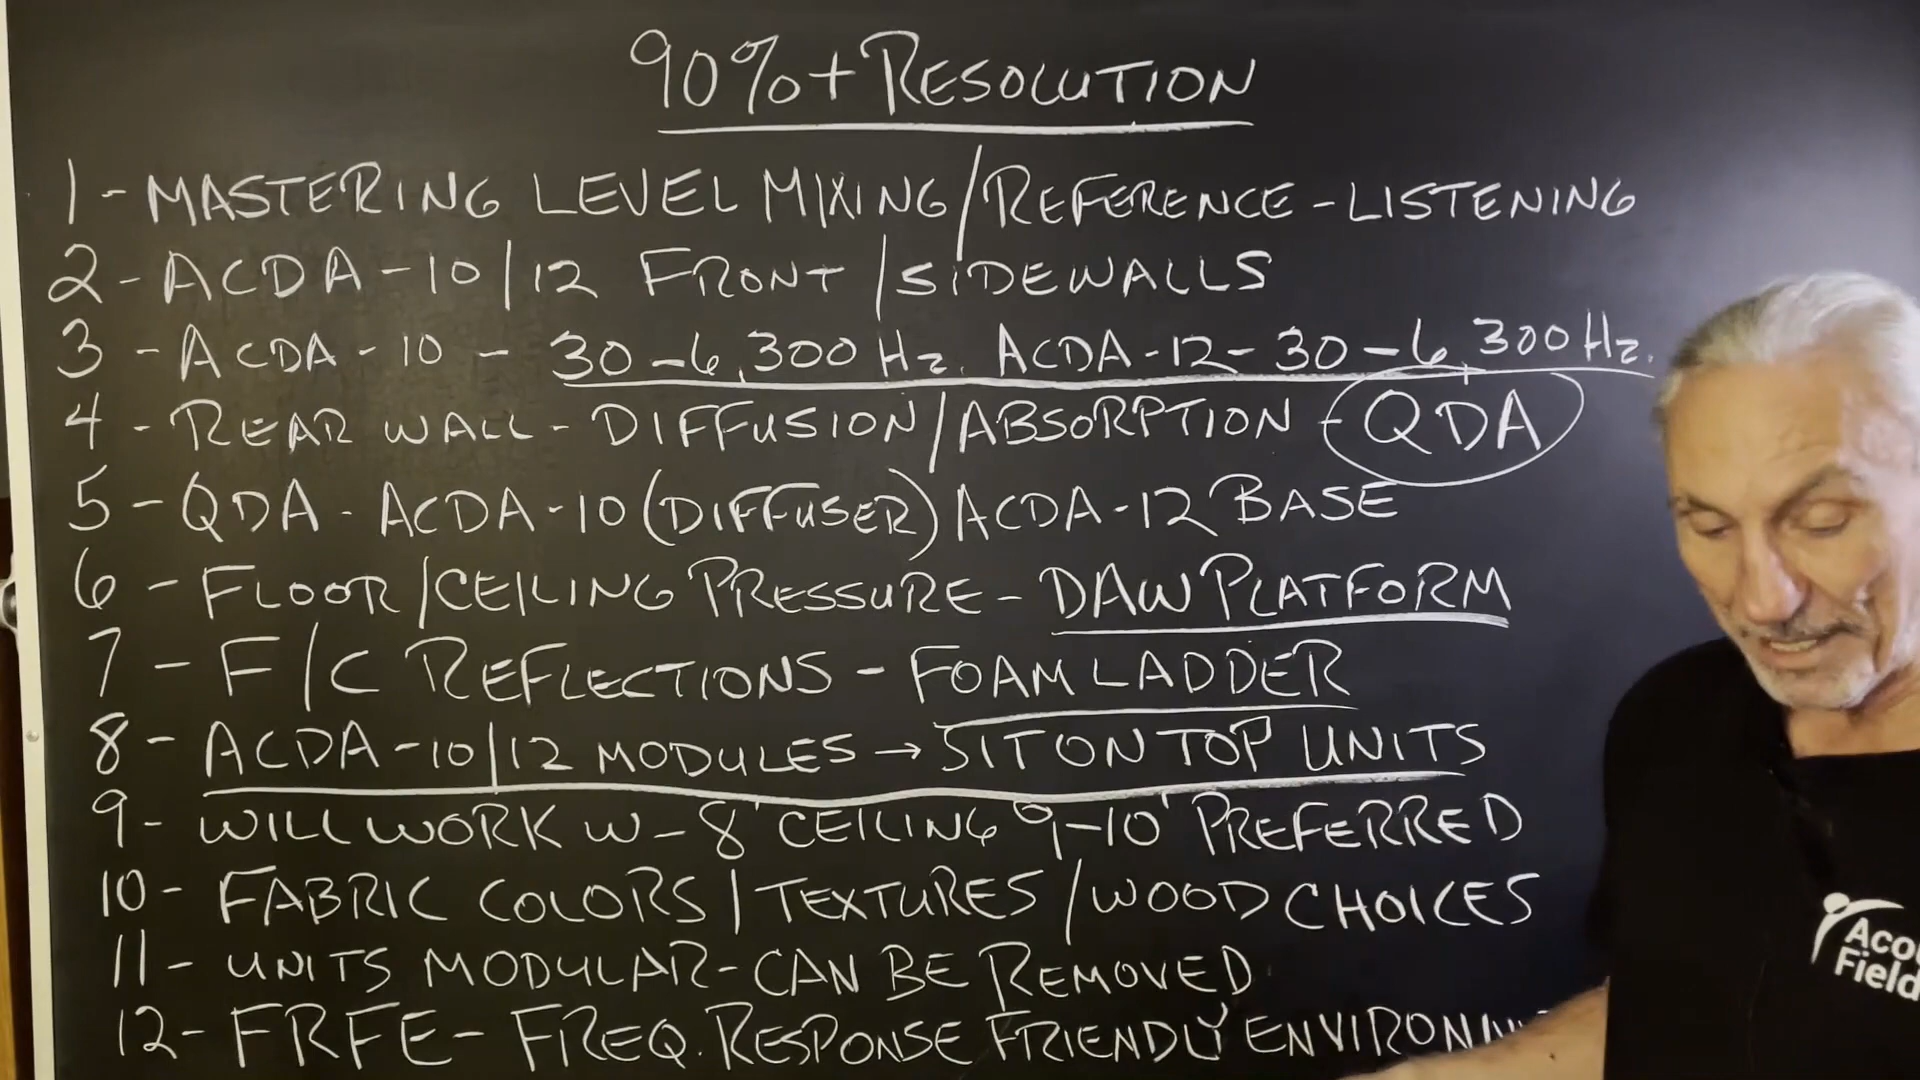 90%+RESOLUTION
1-MASTERING LEVEL MIXING/REFERENCE-LISTENING
2-ACDA-10/12 FRONT/SIDEWALLS
3-ACDA-10-30-6,300 Hz. ACDA-12-30-6,300 Hz.
4-REAR WALL-DIFFUSION/ABSORPTION-QDA
5-QDA-ACDA-10(DIFFUSER) ACDA-12 BASE
6-FLOOR/CEILING PRESSURE-DAW PLATFORM
7-F/C REFLECTIONS-FOAM LADDER
8-ACDA-10/12 MODULES→SIT ON TOP UNITS
9-WILL WORK W-8' CEILING 9-10' PREFERRED
10-FABRIC COLORS/TEXTURES/WOOD CHOICES
11-UNITS MODULAR-CAN BE REMOVED
12-FRFE-FREQ. RESPONSE FRIENDLY
Field